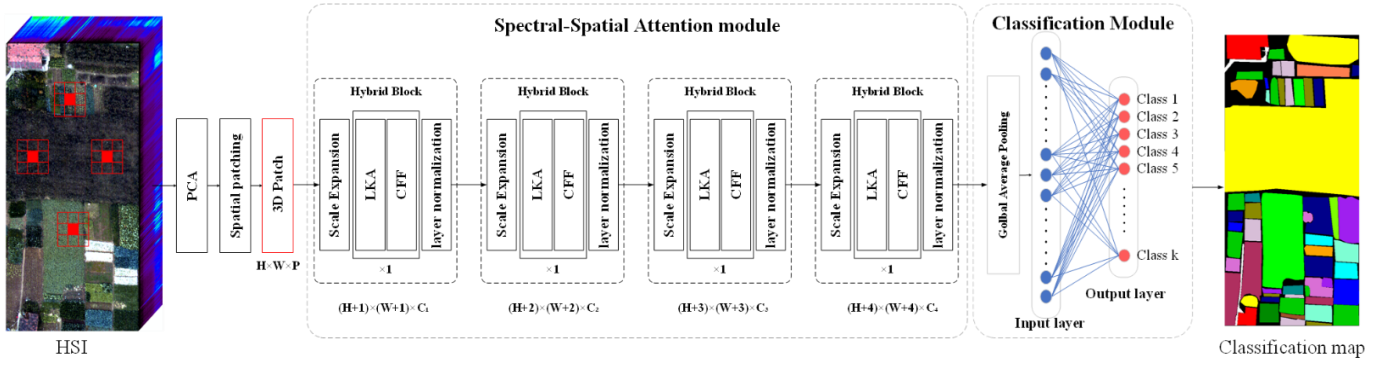 Spectral-Spatial Attention module
Classification Module
HSI
PCA
Spatial patching
3D Patch
H×W×P
Hybrid Block
Scale Expansion
LKA
CFF
layer normalization
×1
(H+1)×(W+1)×C₁
Hybrid Block
Scale Expansion
LKA
CFF
layer normalization
×1
(H+2)×(W+2)×C₂
Hybrid Block
Scale Expansion
LKA
CFF
layer normalization
×1
(H+3)×(W+3)×C₃
Hybrid Block
Scale Expansion
LKA
CFF
layer normalization
×1
(H+4)×(W+4)×C₄
Golbal Average Pooling
Input layer
Class 1
Class 2
Class 3
Class 4
Class 5
Class k
Output layer
Classification map